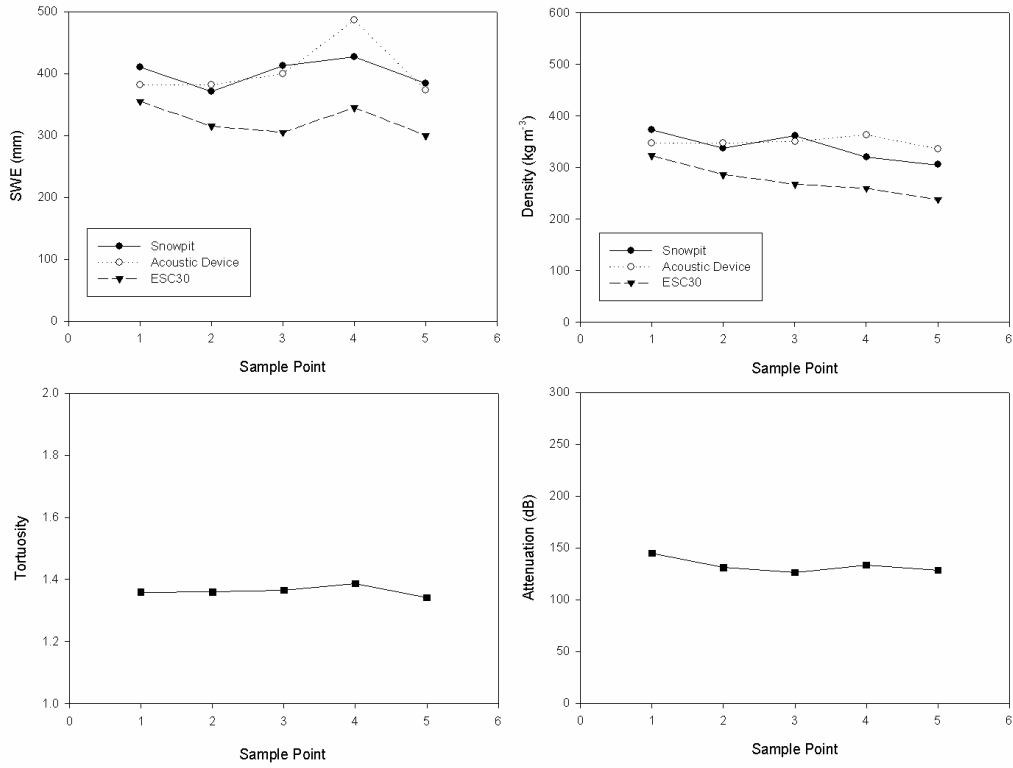 500
400
300
200
100
0
SWE (mm)
Snowpit
Acoustic Device
ESC30
0 1 2 3 4 5 6
Sample Point
600
500
400
300
200
100
0
Density (kg m⁻³)
Snowpit
Acoustic Device
ESC30
0 1 2 3 4 5 6
Sample Point
2.0
1.8
1.6
1.4
1.2
1.0
Tortuosity
0 1 2 3 4 5 6
Sample Point
300
250
200
150
100
50
0
Attenuation (dB)
0 1 2 3 4 5 6
Sample Point